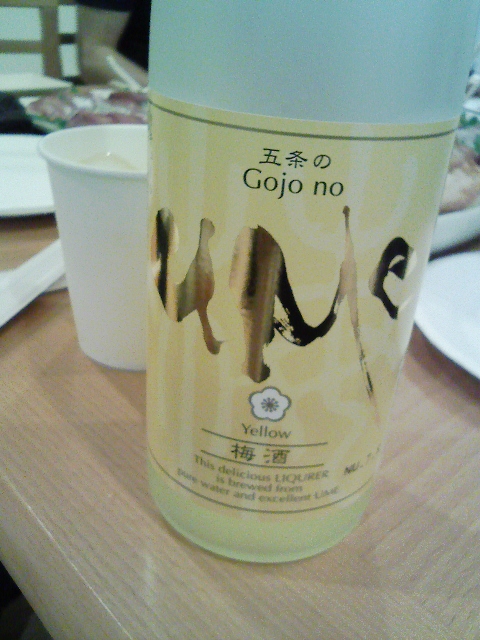 五条の
Gojo no
ume
Yellow
梅酒
This delicious LIQURER
is brewed from
pure water and excellent UME